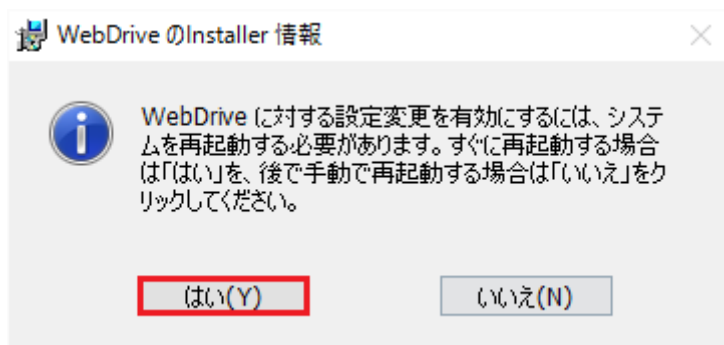 WebDrive のInstaller 情報
WebDrive に対する設定変更を有効にするには、システ
ムを再起動する必要があります。すぐに再起動する場合
は「はい」を、後で手動で再起動する場合は「いいえ」をク
リックしてください。
はい(Y)
いいえ(N)